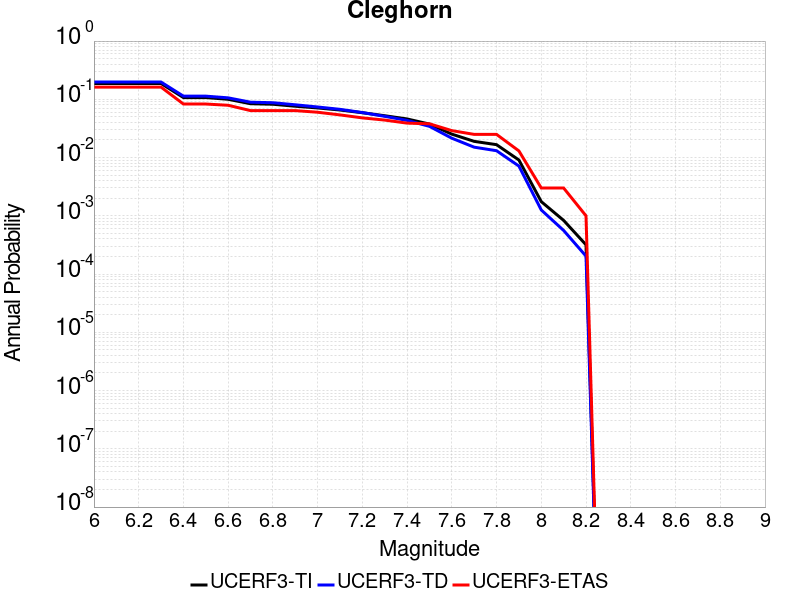 Cleghorn
10^0
10^-1
10^-2
10^-3
10^-4
10^-5
10^-6
10^-7
10^-8
Annual Probability
6 6.2 6.4 6.6 6.8 7 7.2 7.4 7.6 7.8 8 8.2 8.4 8.6 8.8 9
Magnitude
UCERF3-TI UCERF3-TD UCERF3-ETAS